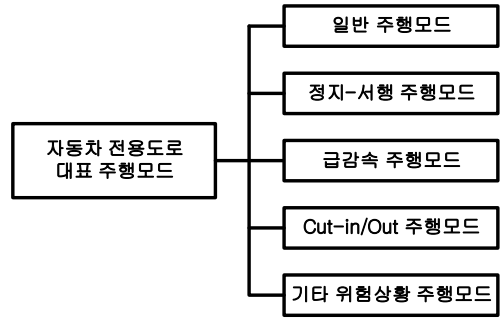 일반 주행모드
정지-서행 주행모드
자동차 전용도로
대표 주행모드
급감속 주행모드
Cut-in/Out 주행모드
기타 위험상황 주행모드